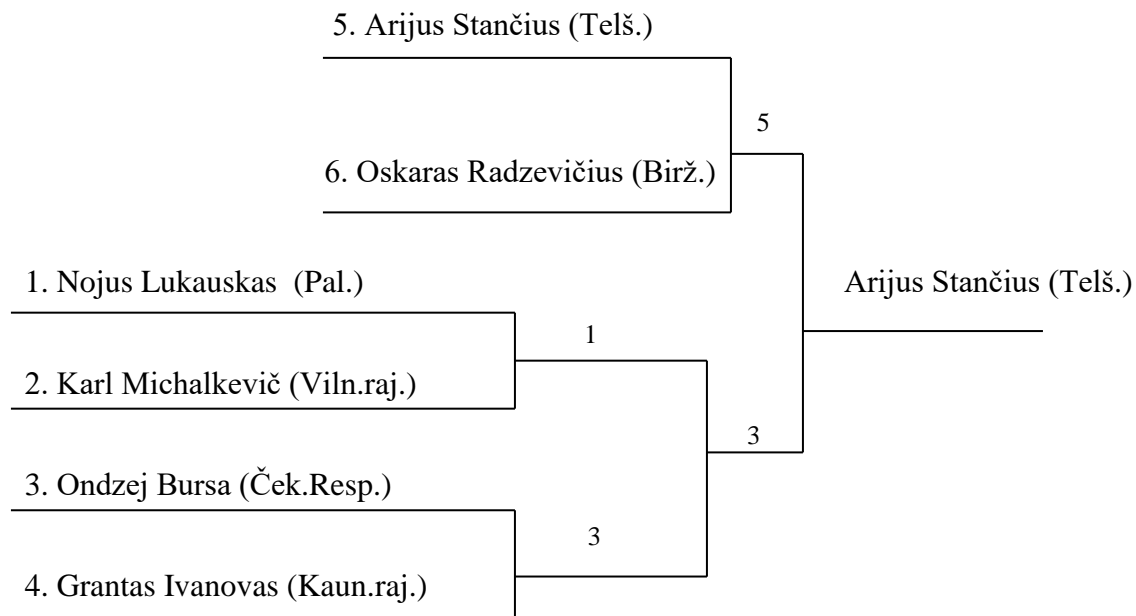 5. Arijus Stančius (Telš.)
5
6. Oskaras Radzevičius (Birž.)
1. Nojus Lukauskas (Pal.)
Arijus Stančius (Telš.)
1
2. Karl Michalkevič (Viln.raj.)
3
3. Ondzej Bursa (Ček.Resp.)
3
4. Grantas Ivanovas (Kaun.raj.)